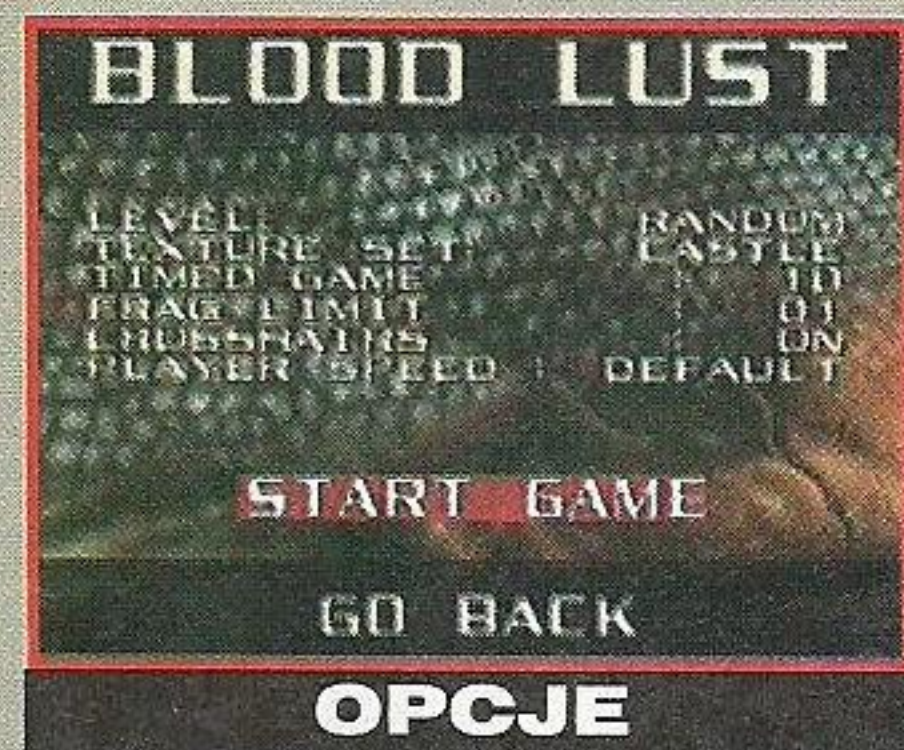 BLOOD LUST
LEVEL : RANDOM
TEXTURE SET : CASTLE
TIMED GAME : 10
FRAG LIMIT : 01
CROSSHAIRS : ON
PLAYER SPEED : DEFAULT
START GAME
GO BACK
OPCJE